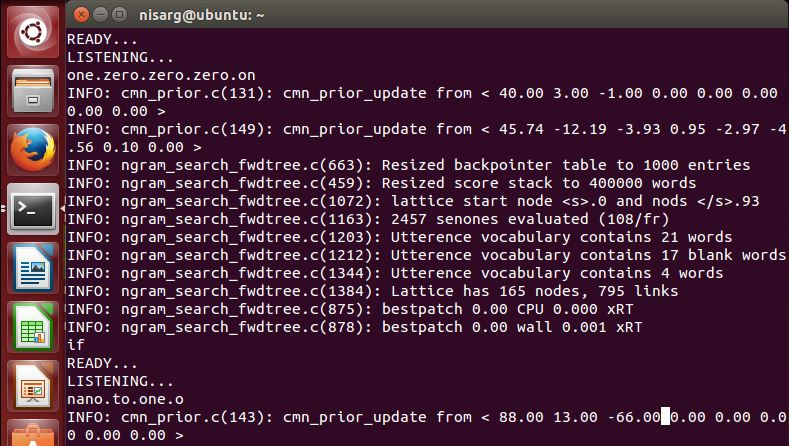 nisarg@ubuntu: ~
READY...
LISTENING...
one.zero.zero.zero.on
INFO: cmn_prior.c(131): cmn_prior_update from < 40.00 3.00 -1.00 0.00 0.00 0.00
0.00 0.00 >
INFO: cmn_prior.c(149): cmn_prior_update from < 45.74 -12.19 -3.93 0.95 -2.97 -4
.56 0.10 0.00 >
INFO: ngram_search_fwdtree.c(663): Resized backpointer table to 1000 entries
INFO: ngram_search_fwdtree.c(459): Resized score stack to 400000 words
INFO: ngram_search_fwdtree.c(1072): lattice start node <s>.0 and nods </s>.93
INFO: ngram_search_fwdtree.c(1163): 2457 senones evaluated (108/fr)
INFO: ngram_search_fwdtree.c(1203): Utterence vocabulary contains 21 words
INFO: ngram_search_fwdtree.c(1212): Utterence vocabulary contains 17 blank words
INFO: ngram_search_fwdtree.c(1344): Utterence vocabulary contains 4 words
INFO: ngram_search_fwdtree.c(1384): Lattice has 165 nodes, 795 links
INFO: ngram_search_fwdtree.c(875): bestpatch 0.00 CPU 0.000 xRT
INFO: ngram_search_fwdtree.c(878): bestpatch 0.00 wall 0.001 xRT
if
READY...
LISTENING...
nano.to.one.o
INFO: cmn_prior.c(143): cmn_prior_update from < 88.00 13.00 -66.00 0.00 0.00 0.0
0 0.00 0.00 >